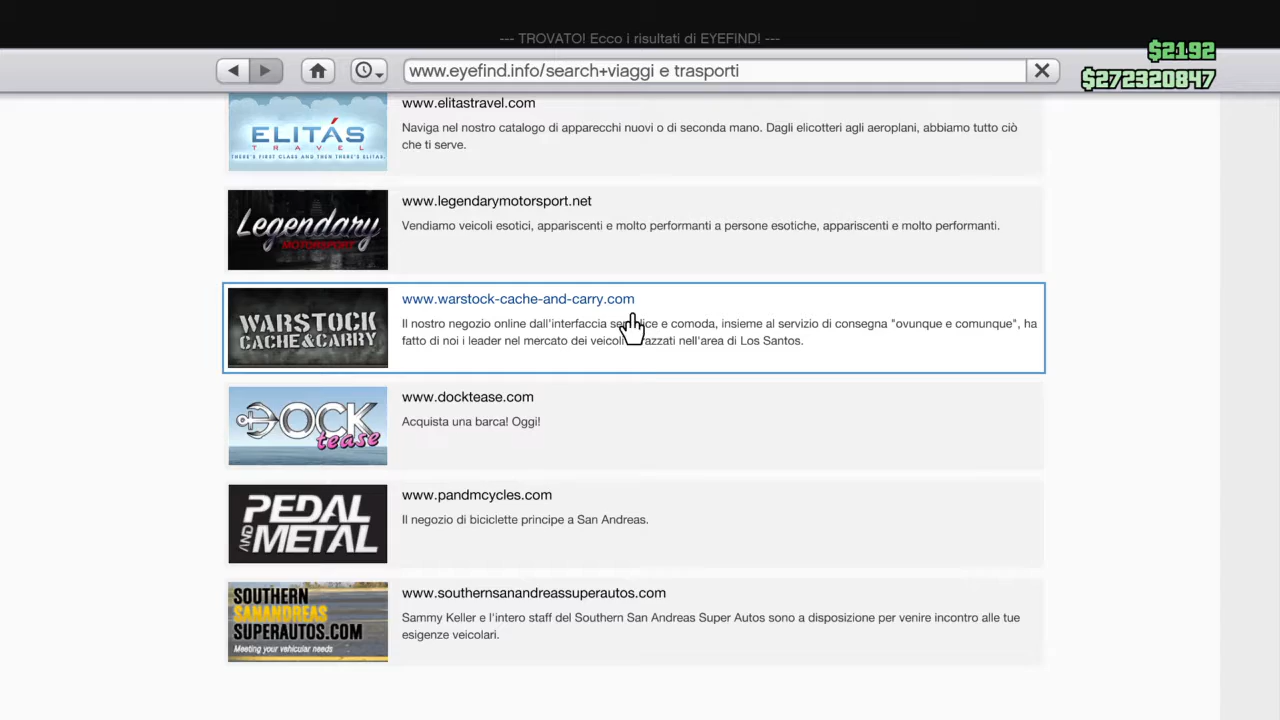 --- TROVATO! Ecco i risultati di EYEFIND! ---
$2192
www.eyefind.info/search+viaggi e trasporti
$272320847
ELITÁS
TRAVEL
THERE'S FIRST CLASS AND THEN THERE'S ELITAS.
www.elitastravel.com
Naviga nel nostro catalogo di apparecchi nuovi o di seconda mano. Dagli elicotteri agli aeroplani, abbiamo tutto ciò
che ti serve.
Legendary
MOTORSPORT
www.legendarymotorsport.net
Vendiamo veicoli esotici, appariscenti e molto performanti a persone esotiche, appariscenti e molto performanti.
WARSTOCK
CACHE&CARRY
www.warstock-cache-and-carry.com
Il nostro negozio online dall'interfaccia e comoda, insieme al servizio di consegna "ovunque e comunque", ha
fatto di noi i leader nel mercato dei nell'area di Los Santos.
DOCK
tease
www.docktease.com
Acquista una barca! Oggi!
PEDAL
AND METAL
www.pandmcycles.com
Il negozio di biciclette principe a San Andreas.
SOUTHERN
SANANDREAS
SUPERAUTOS.COM
Meeting your vehicular needs
www.southernsanandreassuperautos.com
Sammy Keller e l'intero staff del Southern San Andreas Super Autos sono a disposizione per venire incontro alle tue
esigenze veicolari.